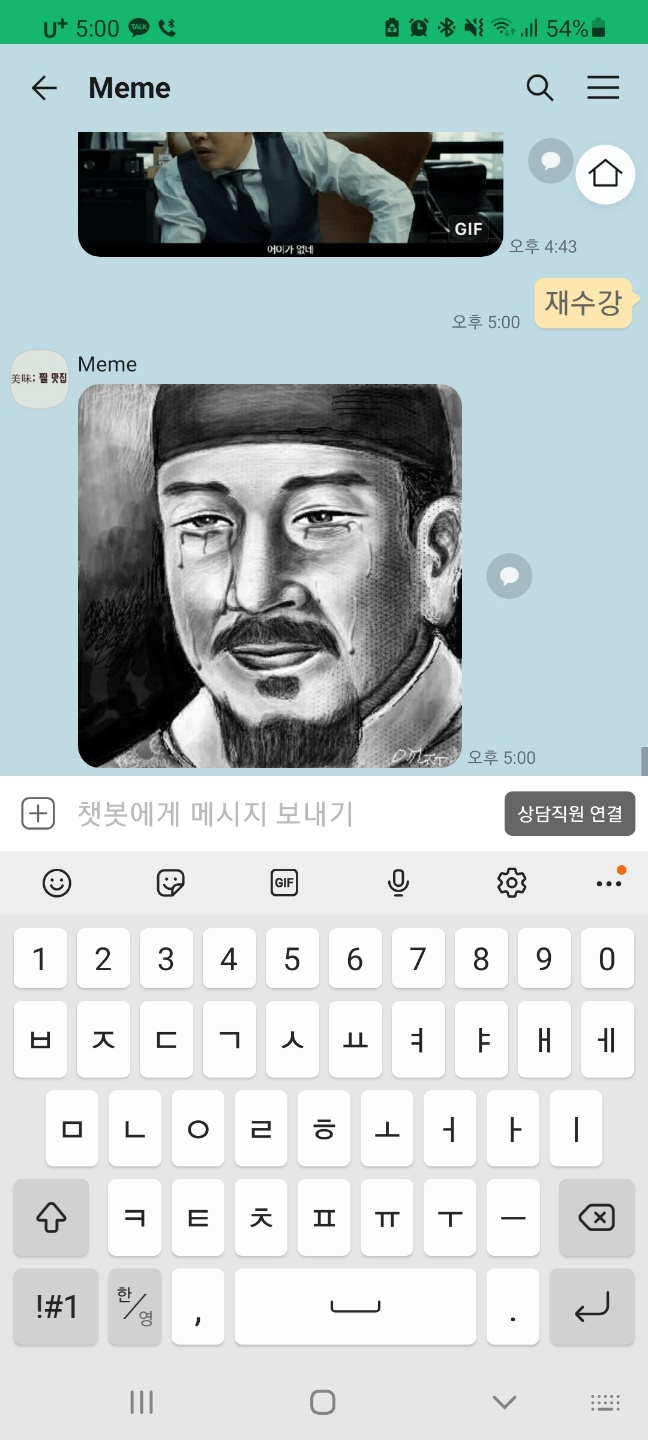 U+ 5:00 TALK 54%
Meme
GIF
어이가 없네
오후 4:43
재수강
오후 5:00
美味; 짤 맛집
Meme
오후 5:00
챗봇에게 메시지 보내기
상담직원 연결
GIF
1 2 3 4 5 6 7 8 9 0
ㅂ ㅈ ㄷ ㄱ ㅅ ㅛ ㅕ ㅑ ㅐ ㅔ
ㅁ ㄴ ㅇ ㄹ ㅎ ㅗ ㅓ ㅏ ㅣ
ㅋ ㅌ ㅊ ㅍ ㅠ ㅜ ㅡ
!#1 한/영 , .